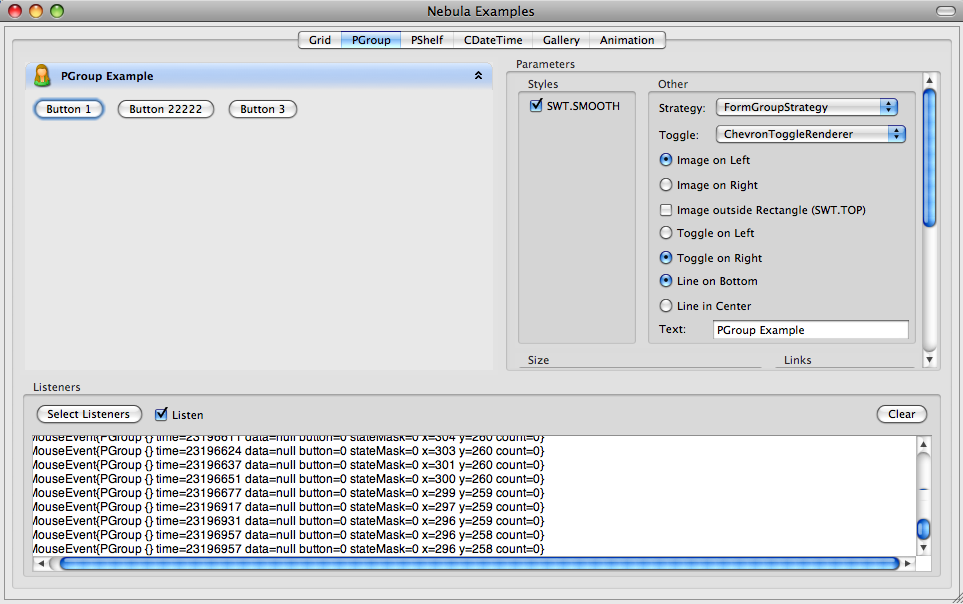 Nebula Examples
Grid PGroup PShelf CDateTime Gallery Animation
PGroup Example
Button 1 Button 22222 Button 3
Parameters
Styles
SWT.SMOOTH
Other
Strategy: FormGroupStrategy
Toggle: ChevronToggleRenderer
Image on Left
Image on Right
Image outside Rectangle (SWT.TOP)
Toggle on Left
Toggle on Right
Line on Bottom
Line in Center
Text: PGroup Example
Size Links
Listeners
Select Listeners Listen Clear
MouseEvent{PGroup {} time=23196611 data=null button=0 stateMask=0 x=304 y=260 count=0}
MouseEvent{PGroup {} time=23196624 data=null button=0 stateMask=0 x=303 y=260 count=0}
MouseEvent{PGroup {} time=23196637 data=null button=0 stateMask=0 x=301 y=260 count=0}
MouseEvent{PGroup {} time=23196651 data=null button=0 stateMask=0 x=300 y=260 count=0}
MouseEvent{PGroup {} time=23196677 data=null button=0 stateMask=0 x=299 y=259 count=0}
MouseEvent{PGroup {} time=23196917 data=null button=0 stateMask=0 x=297 y=259 count=0}
MouseEvent{PGroup {} time=23196931 data=null button=0 stateMask=0 x=296 y=259 count=0}
MouseEvent{PGroup {} time=23196957 data=null button=0 stateMask=0 x=296 y=258 count=0}
MouseEvent{PGroup {} time=23196957 data=null button=0 stateMask=0 x=296 y=258 count=0}